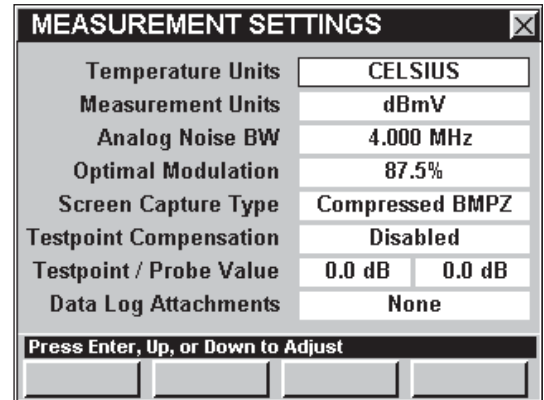 MEASUREMENT SETTINGS
Temperature Units CELSIUS
Measurement Units dBmV
Analog Noise BW 4.000 MHz
Optimal Modulation 87.5%
Screen Capture Type Compressed BMPZ
Testpoint Compensation Disabled
Testpoint / Probe Value 0.0 dB 0.0 dB
Data Log Attachments None
Press Enter, Up, or Down to Adjust